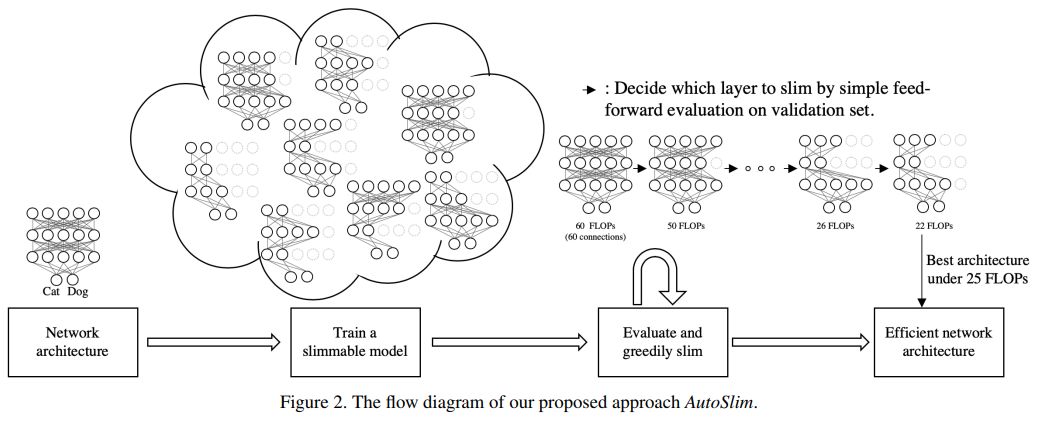 : Decide which layer to slim by simple feed-
forward evaluation on validation set.
60 FLOPs
(60 connections)
50 FLOPs
26 FLOPs
22 FLOPs
Cat Dog
Best architecture
under 25 FLOPs
Network
architecture
Train a
slimmable model
Evaluate and
greedily slim
Efficient network
architecture
Figure 2. The flow diagram of our proposed approach AutoSlim.